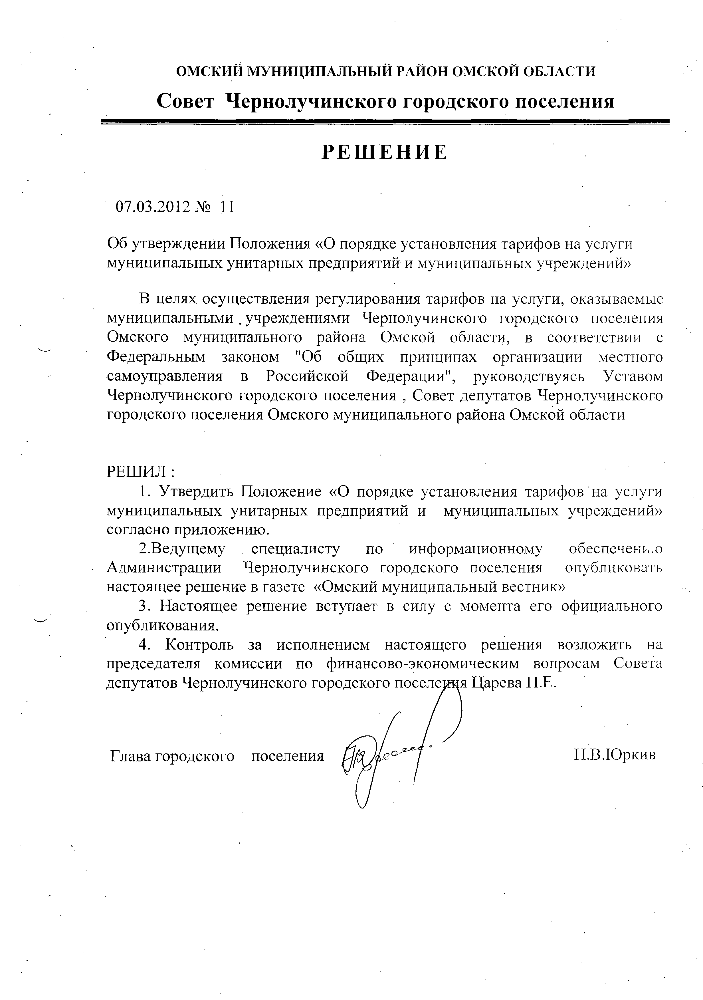 ОМСКИЙ МУНИЦИПАЛЬНЫЙ РАЙОН ОМСКОЙ ОБЛАСТИ
Совет Чернолучинского городского поселения
РЕШЕНИЕ
07.03.2012 № 11
Об утверждении Положения «О порядке установления тарифов на услуги
муниципальных унитарных предприятий и муниципальных учреждений»
В целях осуществления регулирования тарифов на услуги, оказываемые
муниципальными учреждениями Чернолучинского городского поселения
Омского муниципального района Омской области, в соответствии с
Федеральным законом "Об общих принципах организации местного
самоуправления в Российской Федерации", руководствуясь Уставом
Чернолучинского городского поселения , Совет депутатов Чернолучинского
городского поселения Омского муниципального района Омской области
РЕШИЛ :
1. Утвердить Положение «О порядке установления тарифов на услуги
муниципальных унитарных предприятий и муниципальных учреждений»
согласно приложению.
2.Ведущему специалисту по информационному обеспечению
Администрации Чернолучинского городского поселения опубликовать
настоящее решение в газете «Омский муниципальный вестник»
3. Настоящее решение вступает в силу с момента его официального
опубликования.
4. Контроль за исполнением настоящего решения возложить на
председателя комиссии по финансово-экономическим вопросам Совета
депутатов Чернолучинского городского поселения Царева П.Е.
Глава городского поселения Н.В.Юркив